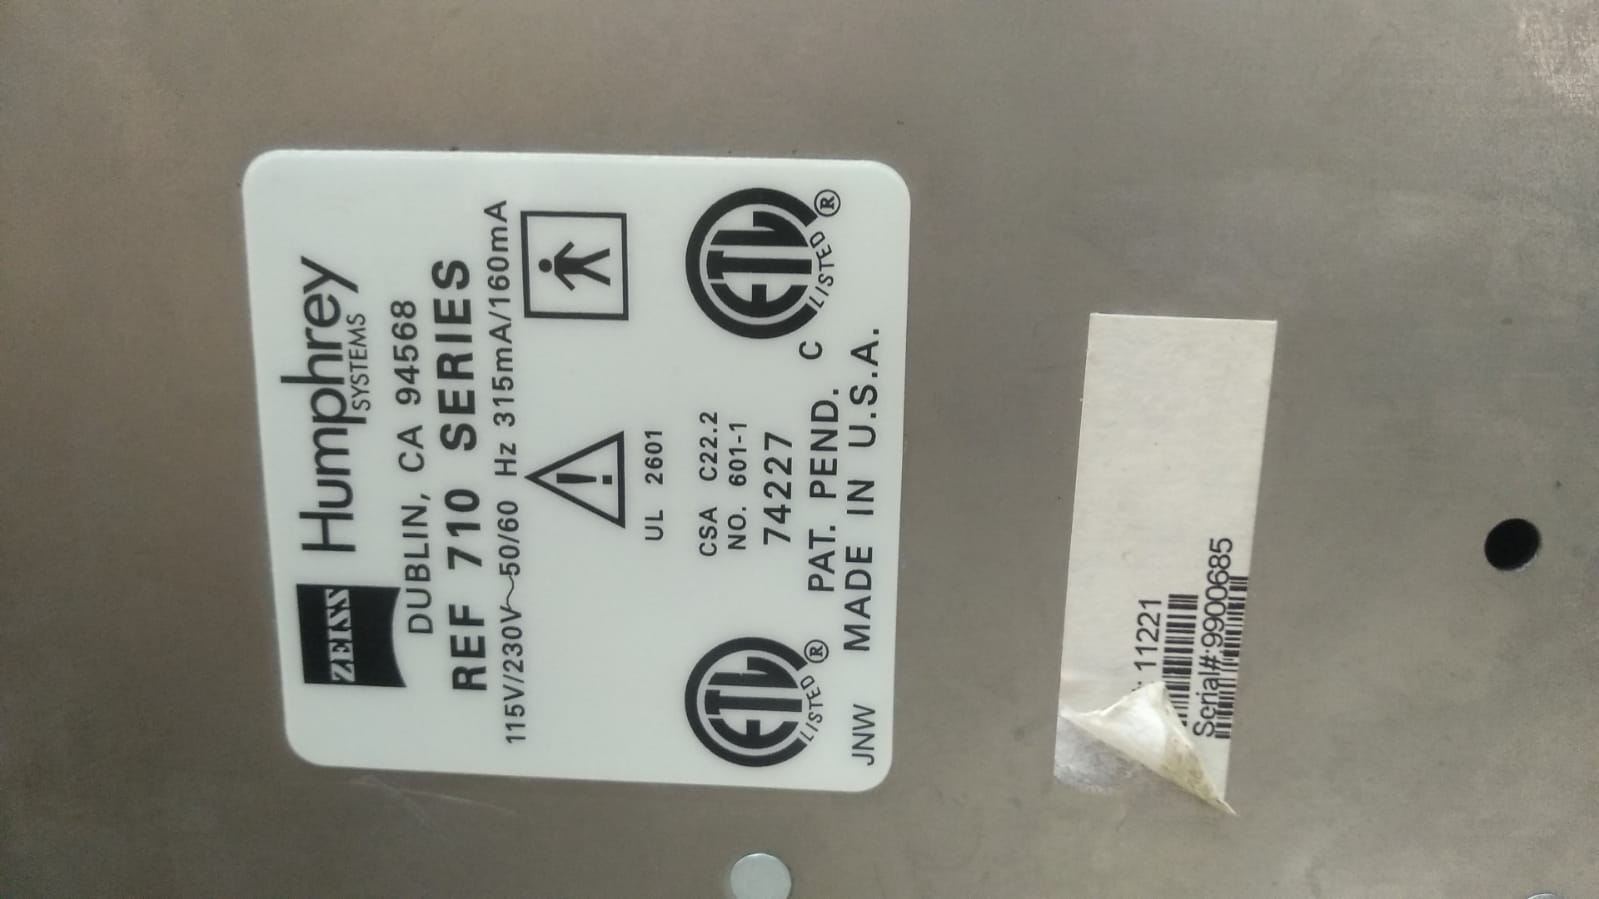 ZEISS Humphrey
SYSTEMS
DUBLIN, CA 94568
REF 710 SERIES
115V/230V~50/60 Hz 315mA/160mA
UL 2601
CSA C22.2
NO. 601-1
74227
ETL LISTED ®
C ETL LISTED ®
PAT. PEND.
JNW MADE IN U.S.A.
: 11221
Serial#:9900685